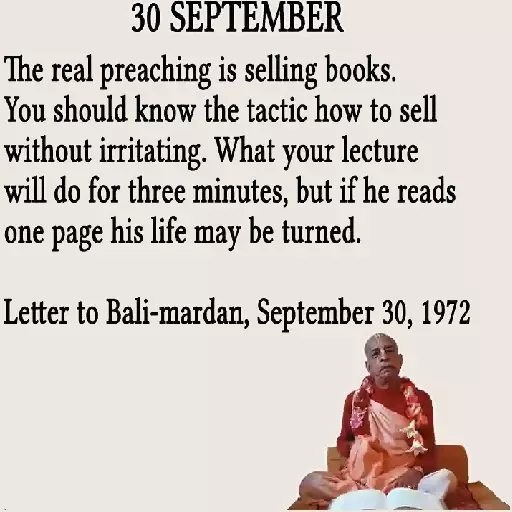 30 SEPTEMBER
The real preaching is selling books.
You should know the tactic how to sell
without irritating. What your lecture
will do for three minutes, but if he reads
one page his life may be turned.
Letter to Bali-mardan, September 30, 1972